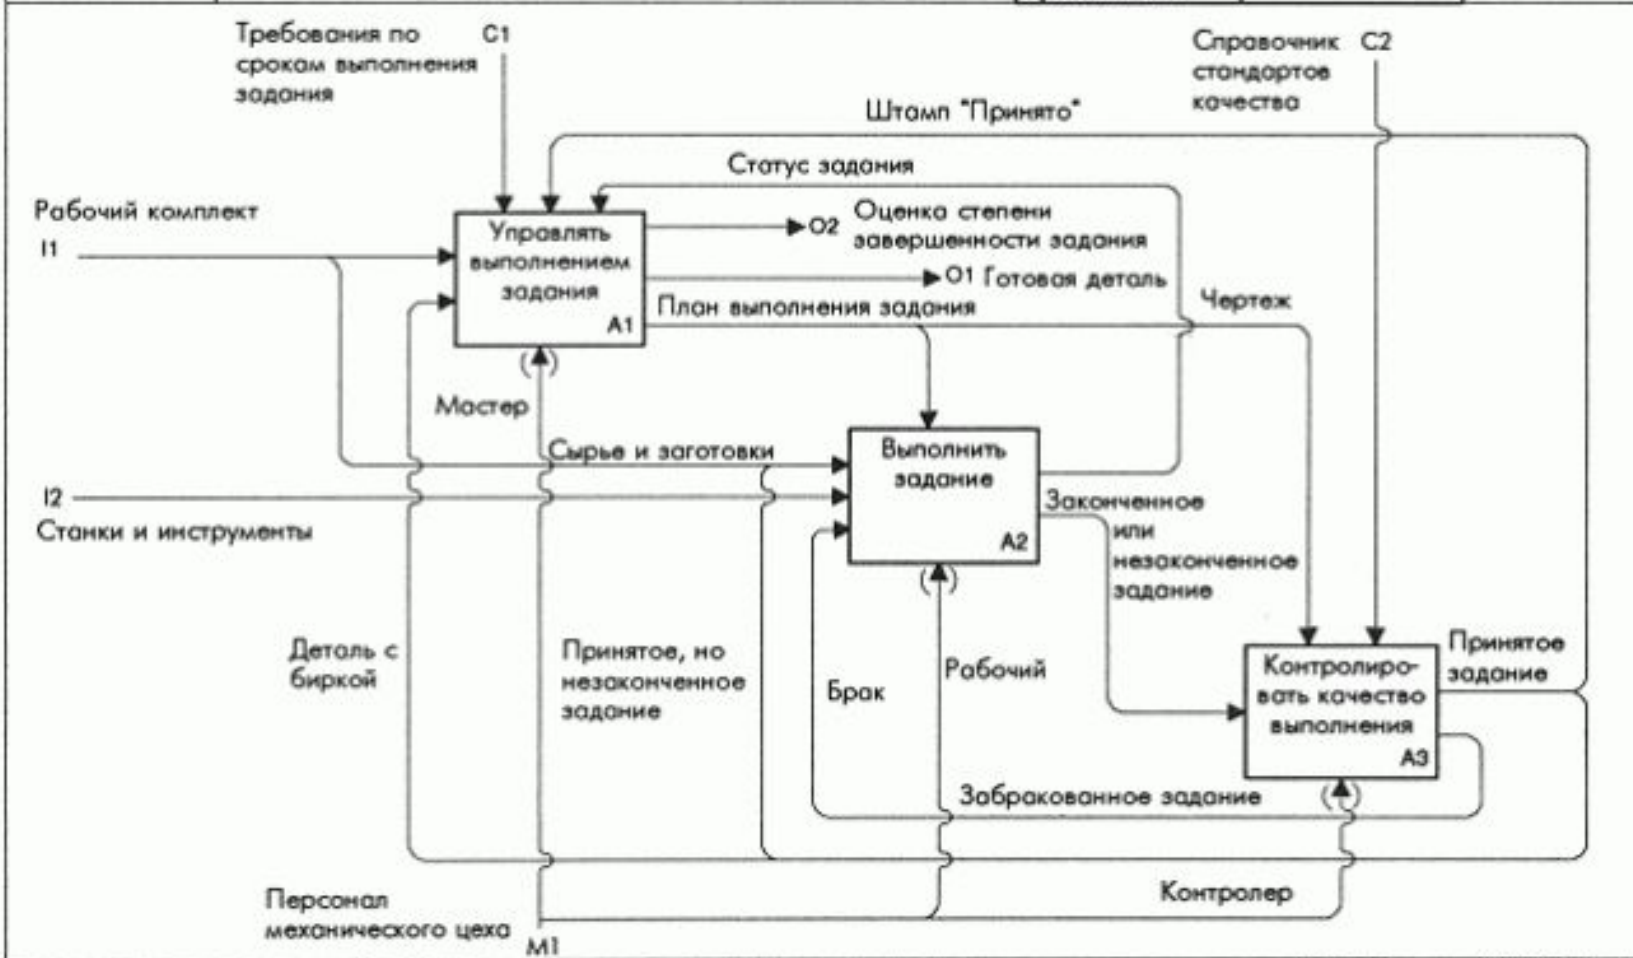 Требования по
срокам выполнения
задания
C1
Справочник
стандартов
качества
C2
Штамп "Принято"
Статус задания
Рабочий комплект
I1
Управлять
выполнением
задания
A1
O2
Оценка степени
завершенности задания
O1 Готовая деталь
План выполнения задания
Чертеж
Мастер
Сырье и заготовки
Выполнить
задание
A2
I2
Станки и инструменты
Законченное
или
незаконченное
задание
Деталь с
биркой
Принятое, но
незаконченное
задание
Брак
Рабочий
Контролиро-
вать качество
выполнения
A3
Принятое
задание
Забракованное задание
Контролер
Персонал
механического цеха
M1